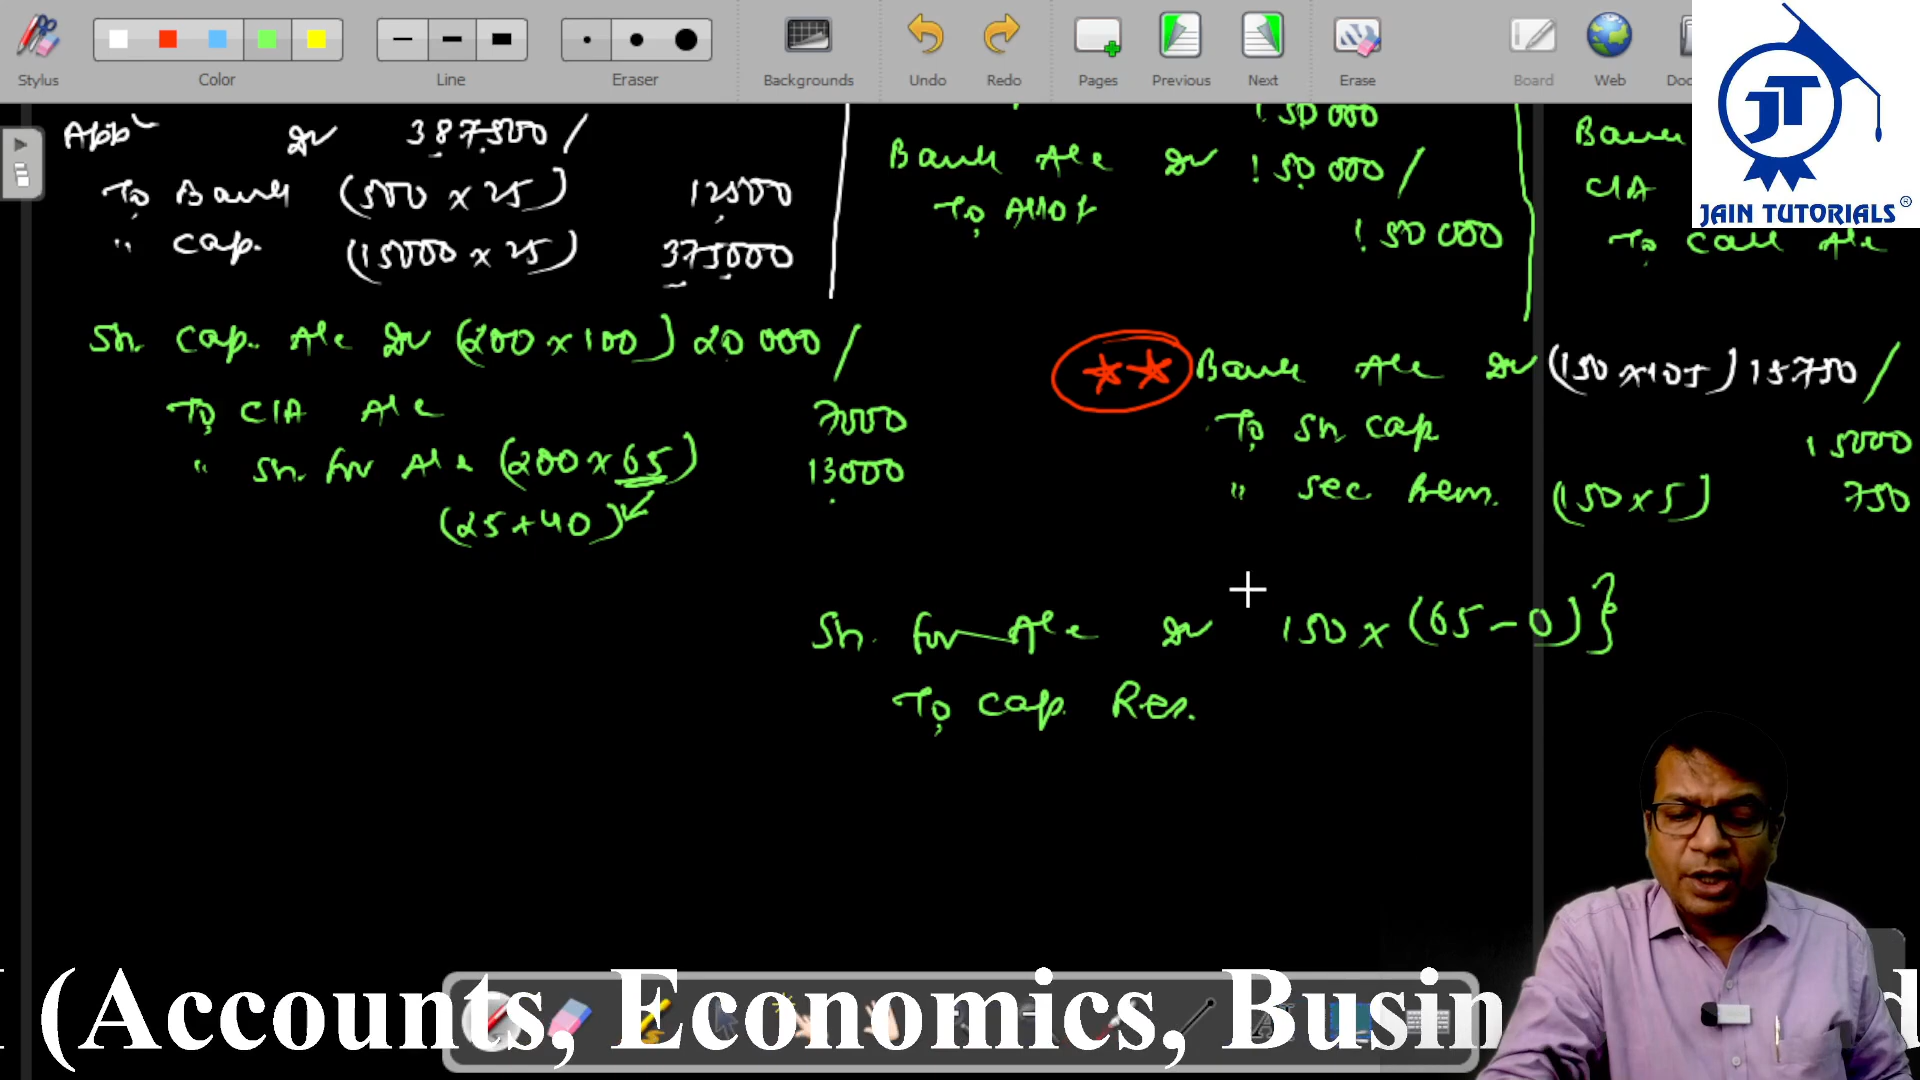 Stylus
Color
Line
Eraser
Backgrounds
Undo
Redo
Pages
Previous
Next
Erase
Board
Web
JT
JAIN TUTORIALS®
Appl Dr 387500/
To Bank (500 x 25) 12500
" cap. (15000 x 25) 375000
150 000
Bank A/c Dr 150 000/
To Allot
150 000
Bank
CIA
To Call A/c
Sh. Cap. A/c Dr (200 x 100) 20 000/
To CIA A/c 7000
" Sh. for A/c (200 x 65) 13000
(25+40)
** Bank A/c Dr (150 x 105) 15750/
To Sh cap 15000
" Sec Prem. (150 x 5) 750
Sh. for A/c Dr 150 x (65 - 0)}
To Cap. Res.
(Accounts, Economics, Busin